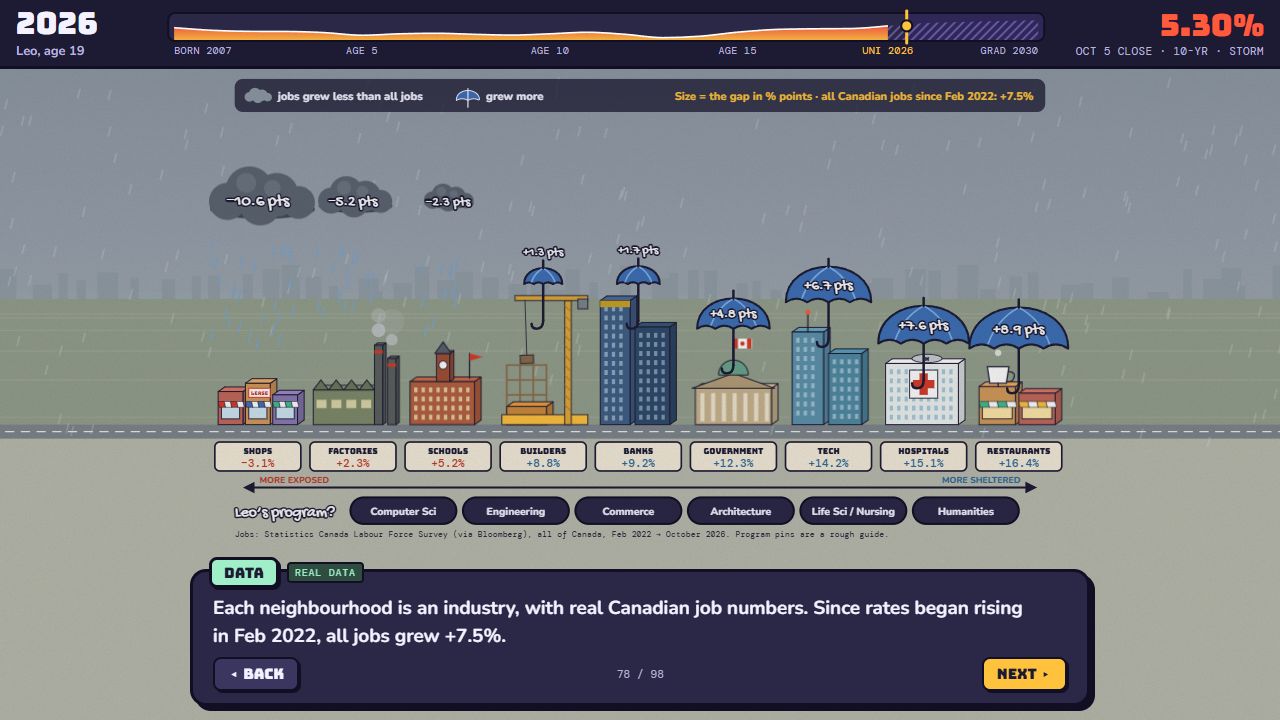 2026
Leo, age 19
BORN 2007
AGE 5
AGE 10
AGE 15
UNI 2026
GRAD 2030
5.30%
OCT 5 CLOSE · 10-YR · STORM
jobs grew less than all jobs
grew more
Size = the gap in % points · all Canadian jobs since Feb 2022: +7.5%
−10.6 pts
−5.2 pts
−2.3 pts
+1.3 pts
+1.7 pts
+4.8 pts
+6.7 pts
+7.6 pts
+8.9 pts
LEASE
SHOPS
−3.1%
FACTORIES
+2.3%
SCHOOLS
+5.2%
BUILDERS
+8.8%
BANKS
+9.2%
GOVERNMENT
+12.3%
TECH
+14.2%
HOSPITALS
+15.1%
RESTAURANTS
+16.4%
MORE EXPOSED
MORE SHELTERED
Leo's program?
Computer Sci
Engineering
Commerce
Architecture
Life Sci / Nursing
Humanities
Jobs: Statistics Canada Labour Force Survey (via Bloomberg), all of Canada, Feb 2022 → October 2026. Program pins are a rough guide.
DATA
REAL DATA
Each neighbourhood is an industry, with real Canadian job numbers. Since rates began rising
in Feb 2022, all jobs grew +7.5%.
◂ BACK
78 / 98
NEXT ▸